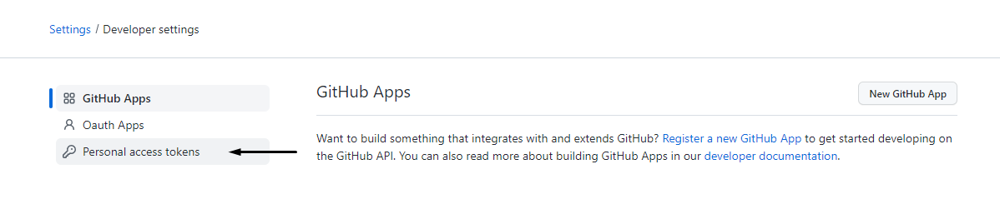 Settings / Developer settings
GitHub Apps
Oauth Apps
Personal access tokens
GitHub Apps
New GitHub App
Want to build something that integrates with and extends GitHub? Register a new GitHub App to get started developing on
the GitHub API. You can also read more about building GitHub Apps in our developer documentation.